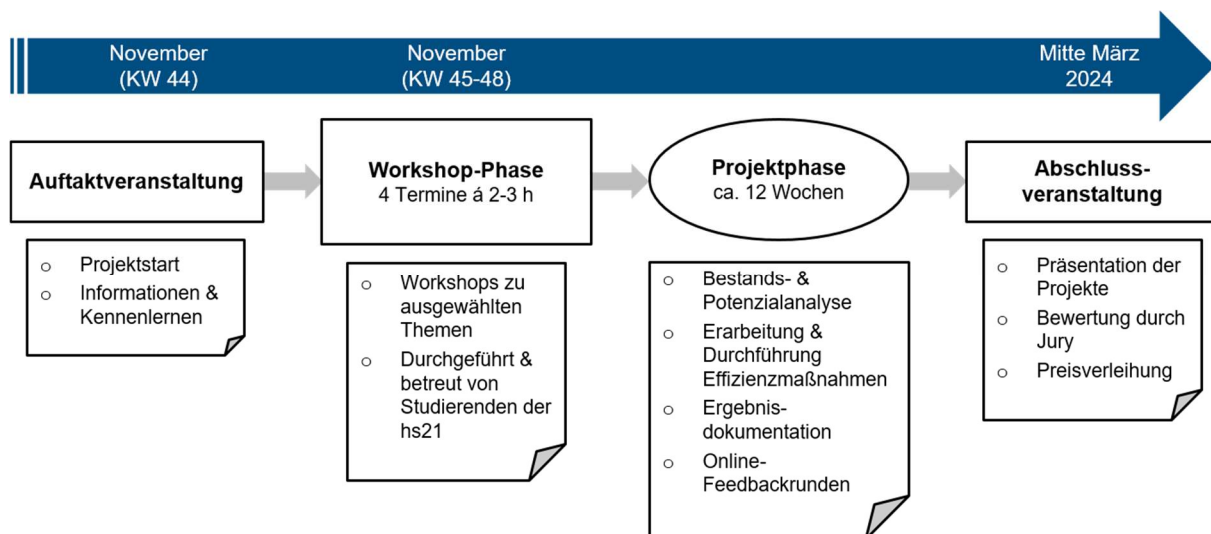 November
(KW 44)
November
(KW 45-48)
Mitte März
2024
Auftaktveranstaltung
Workshop-Phase
4 Termine á 2-3 h
Projektphase
ca. 12 Wochen
Abschluss-
veranstaltung
o Projektstart
o Informationen &
Kennenlernen
o Workshops zu
ausgewählten
Themen
o Durchgeführt &
betreut von
Studierenden der
hs21
o Bestands- &
Potenzialanalyse
o Erarbeitung &
Durchführung
Effizienzmaßnahmen
o Ergebnis-
dokumentation
o Online-
Feedbackrunden
o Präsentation der
Projekte
o Bewertung durch
Jury
o Preisverleihung